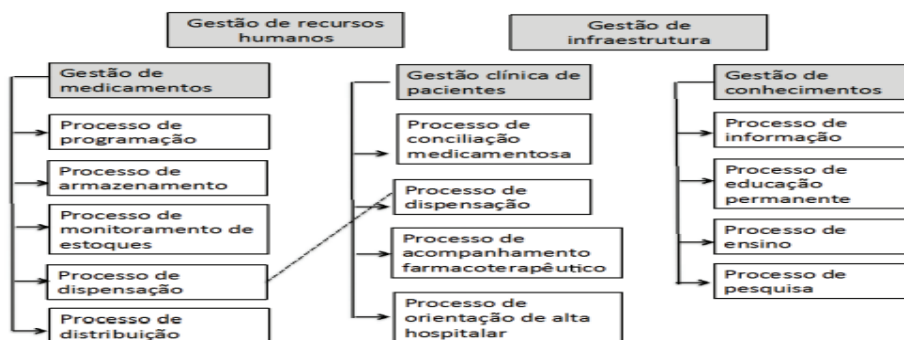 Gestão de recursos
humanos
Gestão de
infraestrutura
Gestão de
medicamentos
Processo de
programação
Processo de
armazenamento
Processo de
monitoramento de
estoques
Processo de
dispensação
Processo de
distribuição
Gestão clínica de
pacientes
Processo de
conciliação
medicamentosa
Processo de
dispensação
Processo de
acompanhamento
farmacoterapêutico
Processo de
orientação de alta
hospitalar
Gestão de
conhecimentos
Processo de
informação
Processo de
educação
permanente
Processo de
ensino
Processo de
pesquisa